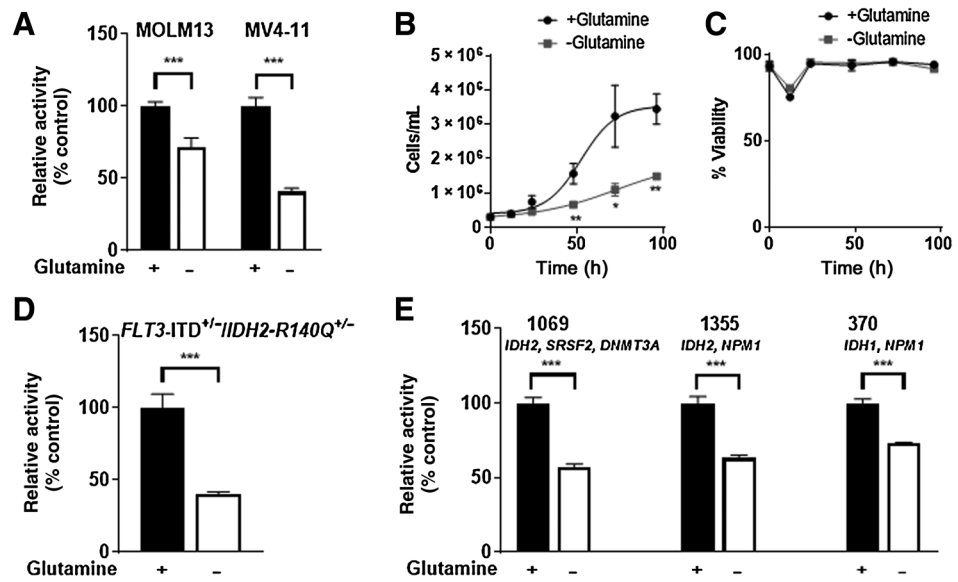 A
MOLM13 MV4-11
*** ***
Relative activity
(% control)
150
100
50
0
Glutamine + – + –
B
+Glutamine
-Glutamine
Cells/mL
5 × 10⁶
4 × 10⁶
3 × 10⁶
2 × 10⁶
1 × 10⁶
0
** * **
0 50 100
Time (h)
C
+Glutamine
-Glutamine
% Viability
100
50
0
0 50 100
Time (h)
D
FLT3-ITD⁺/⁻/IDH2-R140Q⁺/⁻
***
Relative activity
(% control)
150
100
50
0
Glutamine + –
E
1069 1355 370
IDH2, SRSF2, DNMT3A IDH2, NPM1 IDH1, NPM1
*** *** ***
Relative activity
(% control)
150
100
50
0
Glutamine + – + – + –